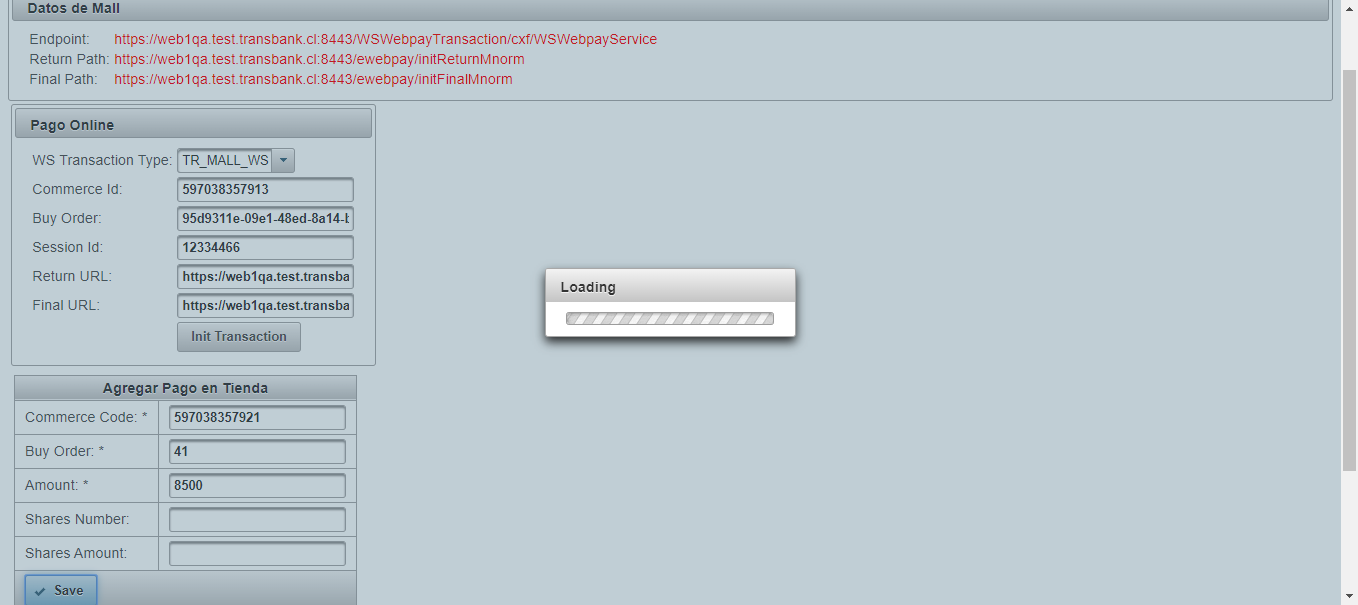 Datos de Mall
Endpoint: https://web1qa.test.transbank.cl:8443/WSWebpayTransaction/cxf/WSWebpayService
Return Path: https://web1qa.test.transbank.cl:8443/ewebpay/initReturnMnorm
Final Path: https://web1qa.test.transbank.cl:8443/ewebpay/initFinalMnorm
Pago Online
WS Transaction Type: TR_MALL_WS
Commerce Id: 597038357913
Buy Order: 95d9311e-09e1-48ed-8a14-b
Session Id: 12334466
Return URL: https://web1qa.test.transba
Final URL: https://web1qa.test.transba
Init Transaction
Loading
Agregar Pago en Tienda
Commerce Code: * 597038357921
Buy Order: * 41
Amount: * 8500
Shares Number:
Shares Amount:
Save